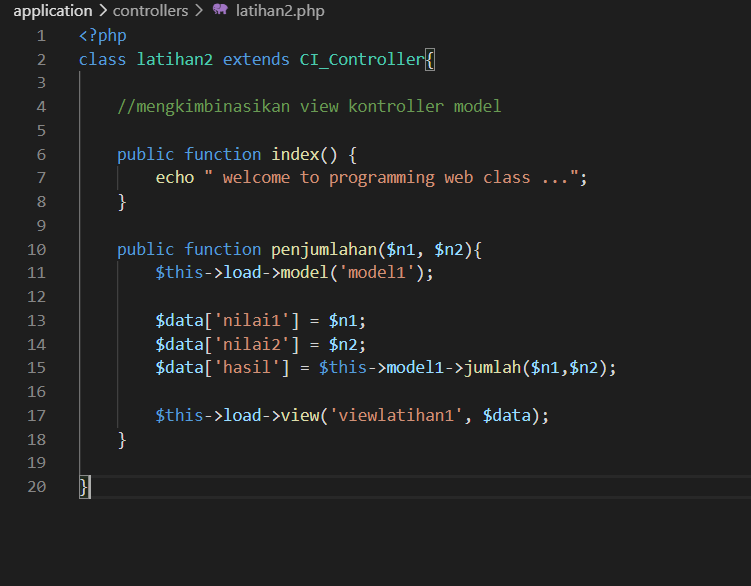 application > controllers > latihan2.php
1 <?php
2 class latihan2 extends CI_Controller{
3
4 //mengkimbinasikan view kontroller model
5
6 public function index() {
7 echo " welcome to programming web class ...";
8 }
9
10 public function penjumlahan($n1, $n2){
11 $this->load->model('model1');
12
13 $data['nilai1'] = $n1;
14 $data['nilai2'] = $n2;
15 $data['hasil'] = $this->model1->jumlah($n1,$n2);
16
17 $this->load->view('viewlatihan1', $data);
18 }
19
20 }